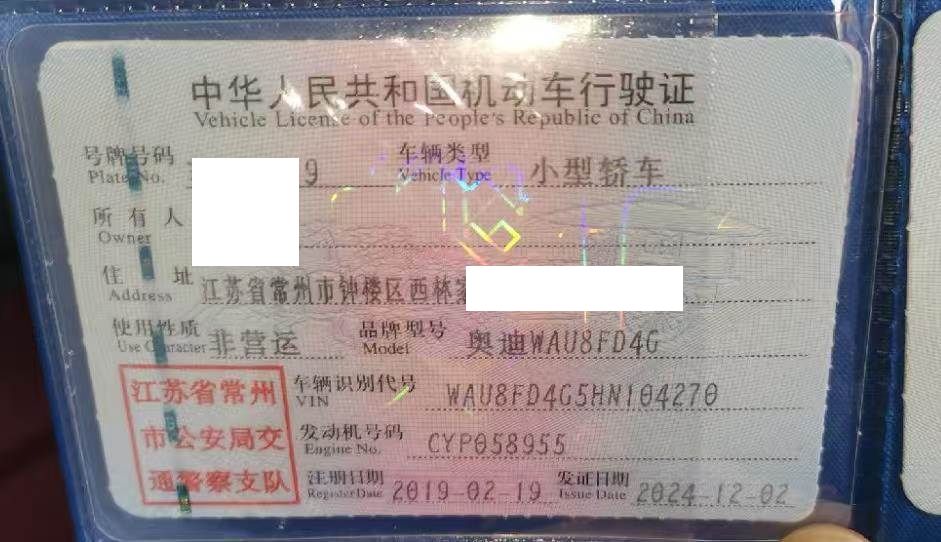 中华人民共和国机动车行驶证
Vehicle License of the People's Republic of China
号牌号码 9 车辆类型 小型轿车
Plate No. Vehicle Type
所有人
Owner
住址 江苏省常州市钟楼区西林
Address
使用性质 非营运 品牌型号 奥迪WAU8FD4G
Use Character Model
江苏省常州 车辆识别代号 WAU8FD4G5HN104270
VIN
市公安局交 发动机号码 CYP058955
Engine No.
通警察支队 注册日期 2019-02-19 发证日期 2024-12-02
Register Date Issue Date